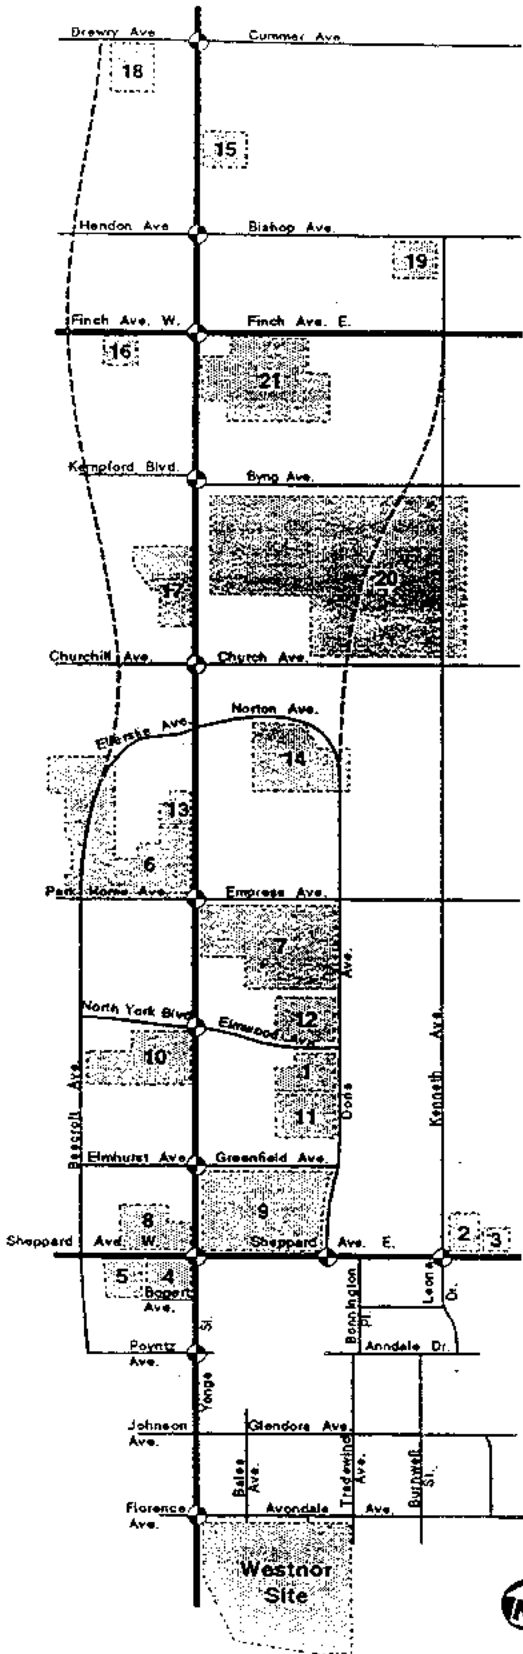 Drewry Ave
Cummer Ave
18
15
Hendon Ave
Bishop Ave.
19
Finch Ave. W.
Finch Ave. E.
16
21
Kempford Blvd.
Byng Ave.
20
17
Churchill Ave.
Church Ave.
Norton Ave.
Ellerslie Ave.
14
13
6
Park Home Ave.
Empress Ave.
7
Ave.
North York Blvd
12
Elmwood Ave
10
1
Beecroft Ave.
Doris
Kenneth Ave.
11
Elmhurst Ave.
Greenfield Ave.
9
8
2
3
Sheppard Ave W.
Sheppard Ave E.
5
4
Bogert
Ave.
Bonnington
Pl.
Leona
Dr.
Poyntz
Ave.
St.
Yonge
Anndale Dr.
Johnson
Ave.
Glendora Ave.
Bales
Ave.
Tradewind
Ave.
Burnwell
St.
Florence
Ave.
Avondale Ave.
Westnor
Site